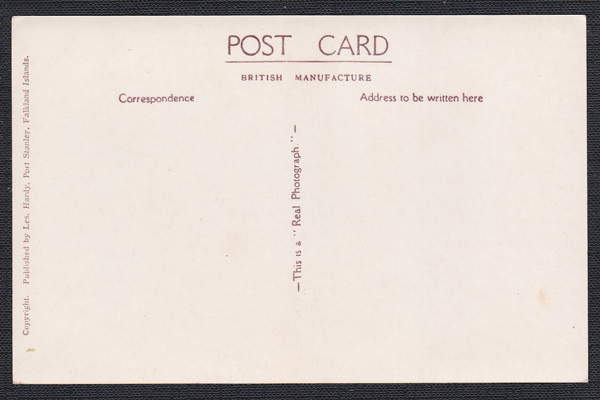 POST CARD
BRITISH MANUFACTURE
Correspondence
Address to be written here
—This is a "Real Photograph."—
Copyright. Published by Les. Hardy, Port Stanley, Falkland Islands.